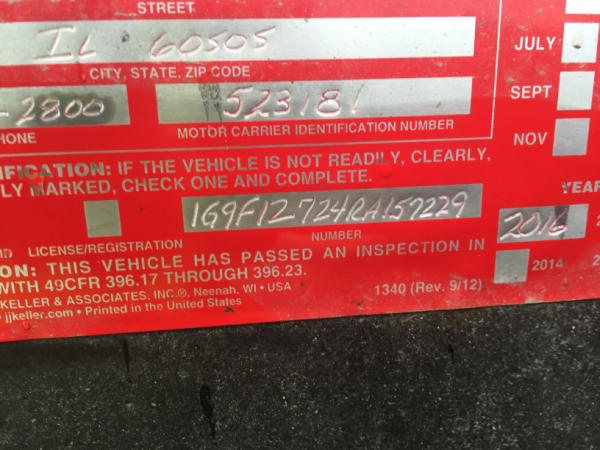 STREET
IL 60505
CITY, STATE, ZIP CODE
JULY
-2800
523181
HONE
MOTOR CARRIER IDENTIFICATION NUMBER
SEPT
NOV
IFICATION: IF THE VEHICLE IS NOT READILY, CLEARLY,
LY MARKED, CHECK ONE AND COMPLETE.
YEAR
1G9F12724RA157229
2016
ID LICENSE/REGISTRATION
NUMBER
ON: THIS VEHICLE HAS PASSED AN INSPECTION IN
WITH 49CFR 396.17 THROUGH 396.23.
2014
KELLER & ASSOCIATES, INC.®, Neenah, WI • USA
1340 (Rev. 9/12)
jjkeller.com • Printed in the United States